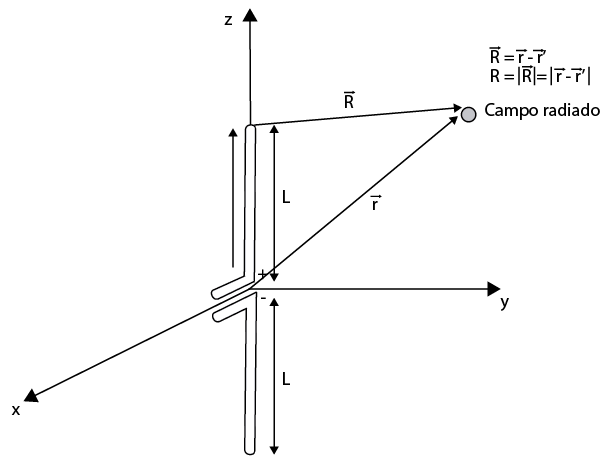 z
R⃗ = r⃗ - r⃗′
R = |R⃗| = |r⃗ - r⃗′|
Campo radiado
R⃗
L
r⃗
+
-
y
L
x